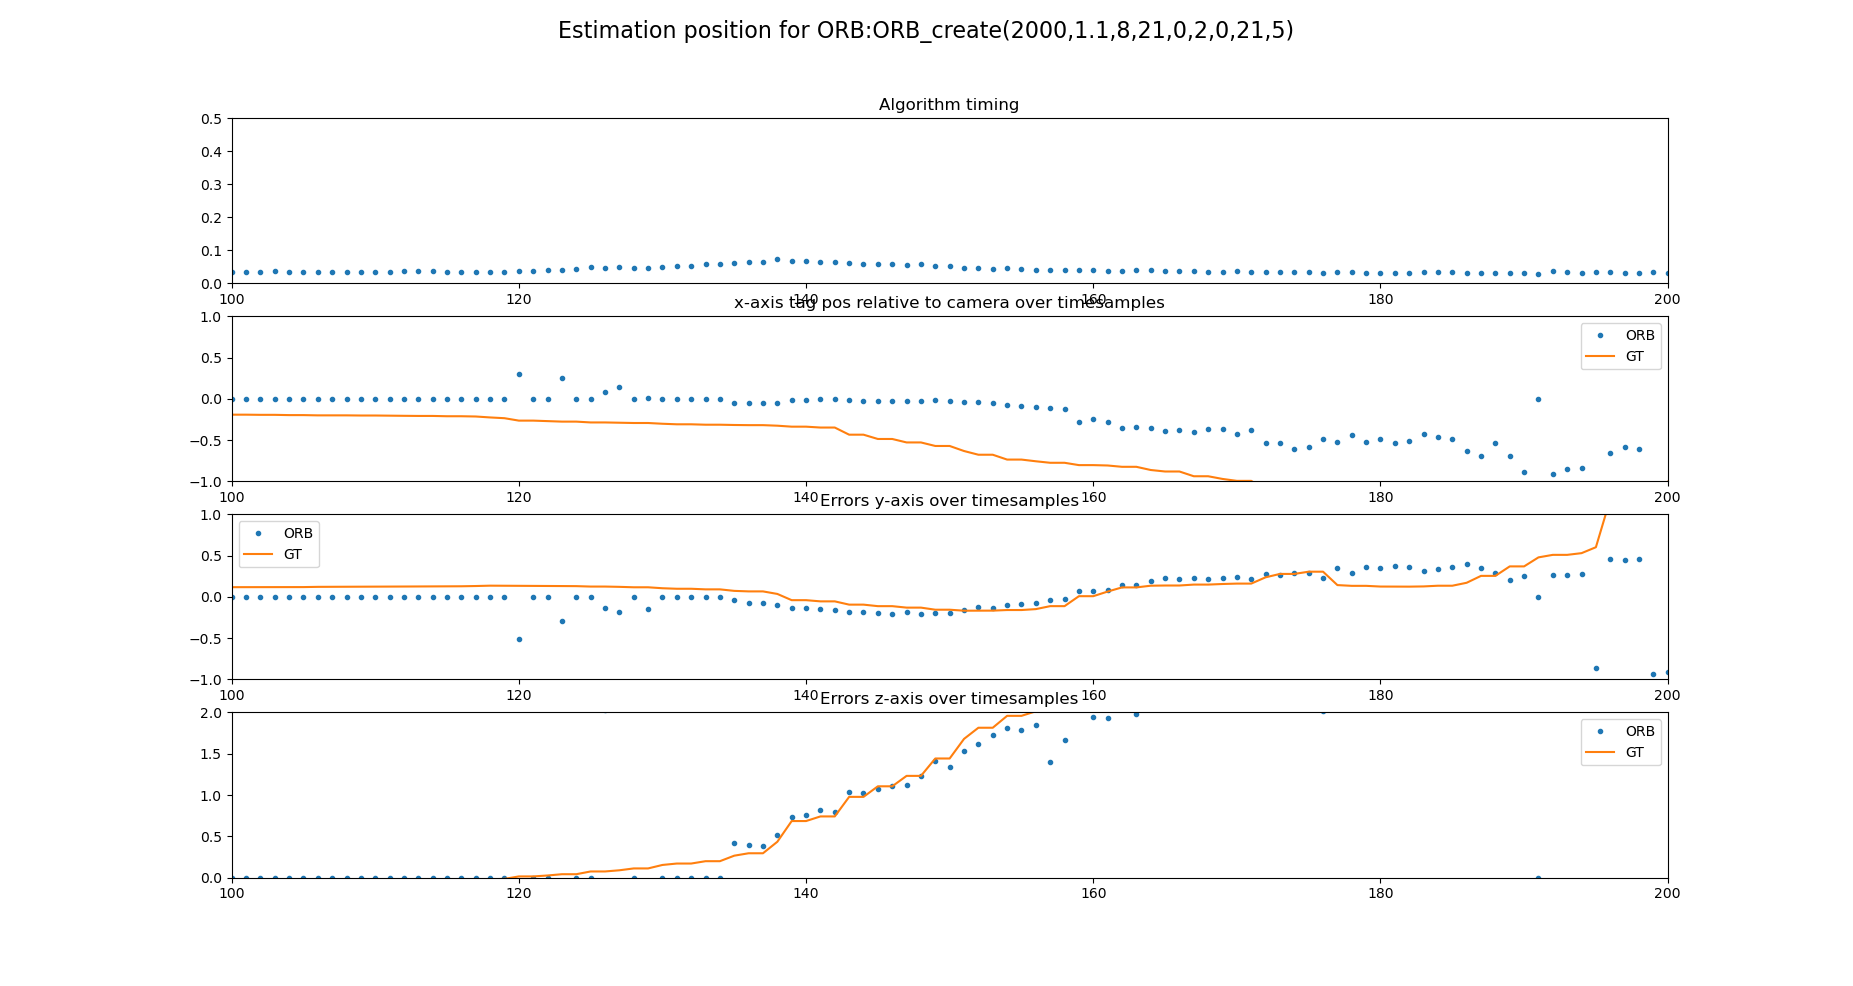 Estimation position for ORB:ORB_create(2000,1.1,8,21,0,2,0,21,5)
Algorithm timing
0.5
0.4
0.3
0.2
0.1
0.0
100 120 140 160 180 200
x-axis tag pos relative to camera over timesamples
1.0
0.5
0.0
−0.5
−1.0
ORB
GT
100 120 140 160 180 200
Errors y-axis over timesamples
1.0
0.5
0.0
−0.5
−1.0
ORB
GT
100 120 140 160 180 200
Errors z-axis over timesamples
2.0
1.5
1.0
0.5
0.0
ORB
GT
100 120 140 160 180 200